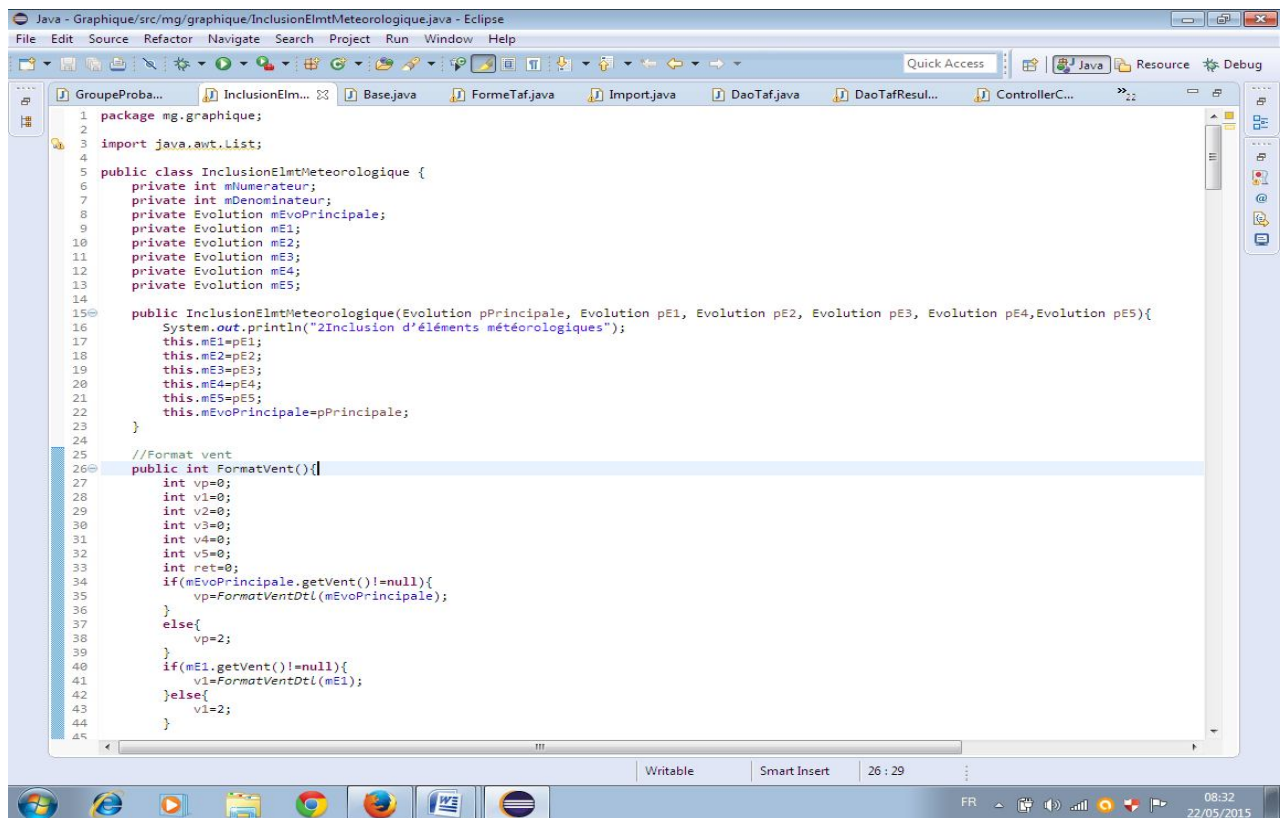 Java - Graphique/src/mg/graphique/InclusionElmtMeteorologique.java - Eclipse
File Edit Source Refactor Navigate Search Project Run Window Help
Quick Access Java Resource Debug
GroupeProba... InclusionElm... Base.java FormeTaf.java Import.java DaoTaf.java DaoTafResul... ControllerC... »22
1 package mg.graphique;
2
3 import java.awt.List;
4
5 public class InclusionElmtMeteorologique {
6 private int mNumerateur;
7 private int mDenominateur;
8 private Evolution mEvoPrincipale;
9 private Evolution mE1;
10 private Evolution mE2;
11 private Evolution mE3;
12 private Evolution mE4;
13 private Evolution mE5;
14
15 public InclusionElmtMeteorologique(Evolution pPrincipale, Evolution pE1, Evolution pE2, Evolution pE3, Evolution pE4,Evolution pE5){
16 System.out.println("2Inclusion d'éléments météorologiques");
17 this.mE1=pE1;
18 this.mE2=pE2;
19 this.mE3=pE3;
20 this.mE4=pE4;
21 this.mE5=pE5;
22 this.mEvoPrincipale=pPrincipale;
23 }
24
25 //Format vent
26 public int FormatVent(){
27 int vp=0;
28 int v1=0;
29 int v2=0;
30 int v3=0;
31 int v4=0;
32 int v5=0;
33 int ret=0;
34 if(mEvoPrincipale.getVent()!=null){
35 vp=FormatVentDtl(mEvoPrincipale);
36 }
37 else{
38 vp=2;
39 }
40 if(mE1.getVent()!=null){
41 v1=FormatVentDtl(mE1);
42 }else{
43 v1=2;
44 }
45
Writable Smart Insert 26 : 29
FR 08:32
22/05/2015